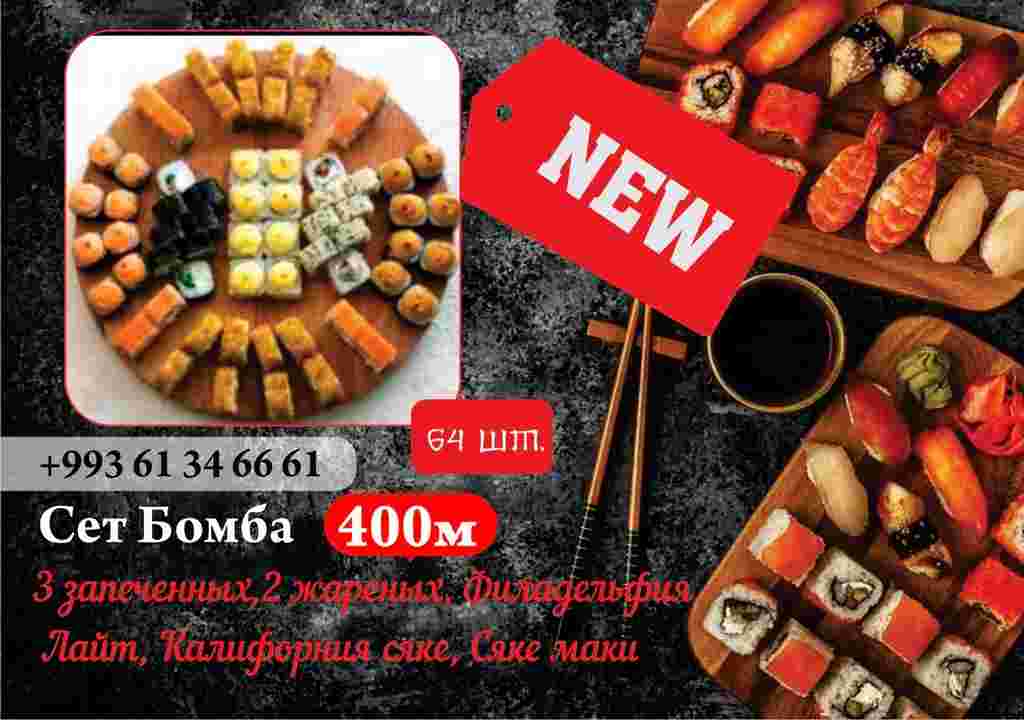 NEW
64 шт.
+993 61 34 66 61
Сет Бомба 400м
3 запеченных,2 жареных, Филадельфия
Лайт, Калифорния сяке, Сяке маки